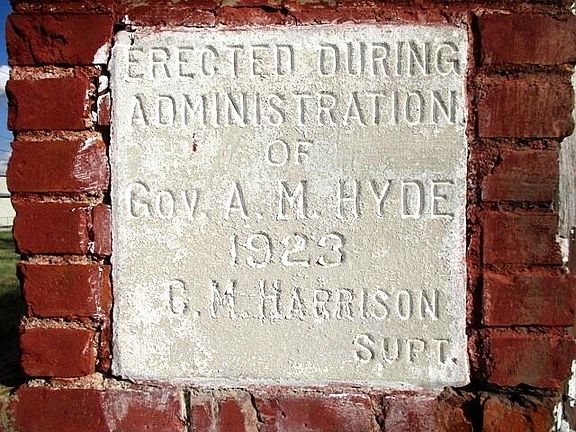 ERECTED DURING
ADMINISTRATION
OF
GOV. A. M. HYDE
1923
C. M. HARRISON
SUPT.